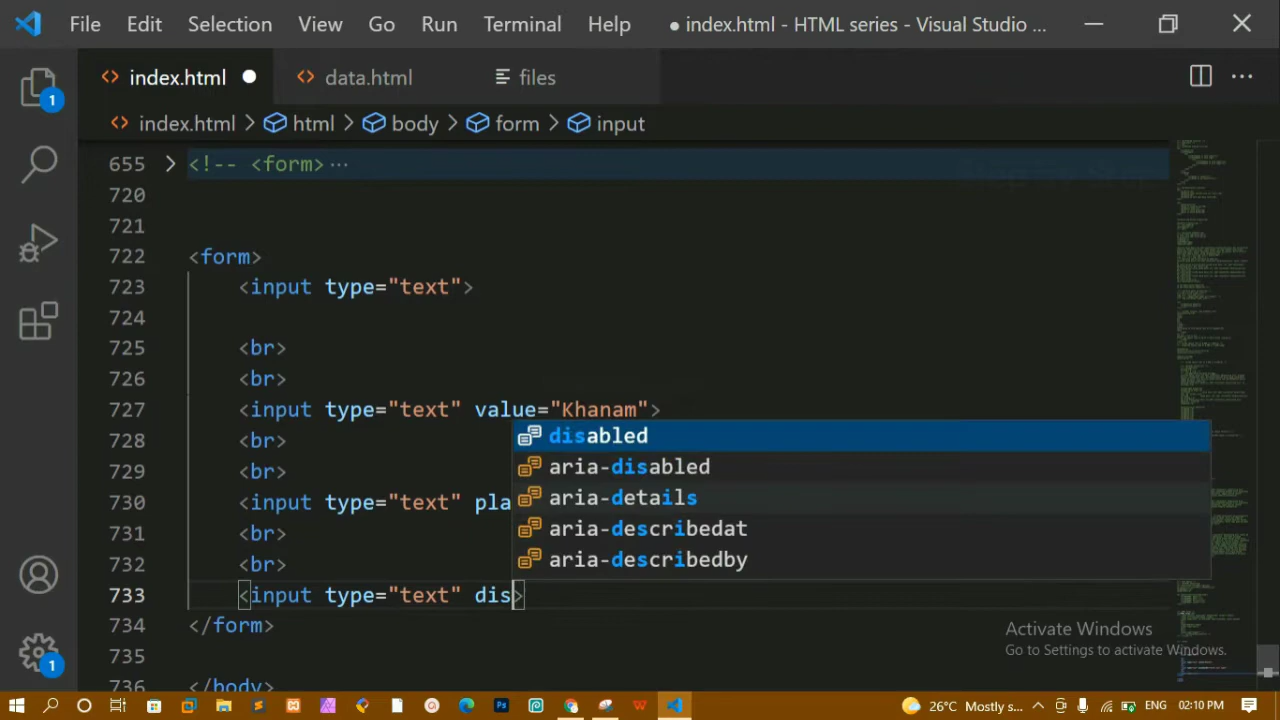 File Edit Selection View Go Run Terminal Help ● index.html - HTML series - Visual Studio ...
index.html data.html files
index.html > html > body > form > input
655 <!-- <form> ...
720
721
722 <form>
723 <input type="text">
724
725 <br>
726 <br>
727 <input type="text" value="Khanam">
728 <br>
disabled
729 <br>
aria-disabled
730 <input type="text" pla
aria-details
731 <br>
aria-describedat
732 <br>
aria-describedby
733 <input type="text" dis>
734 </form>
735
736 </body>
1
1
Activate Windows
Go to Settings to activate Windows.
26°C Mostly s... ENG 02:10 PM